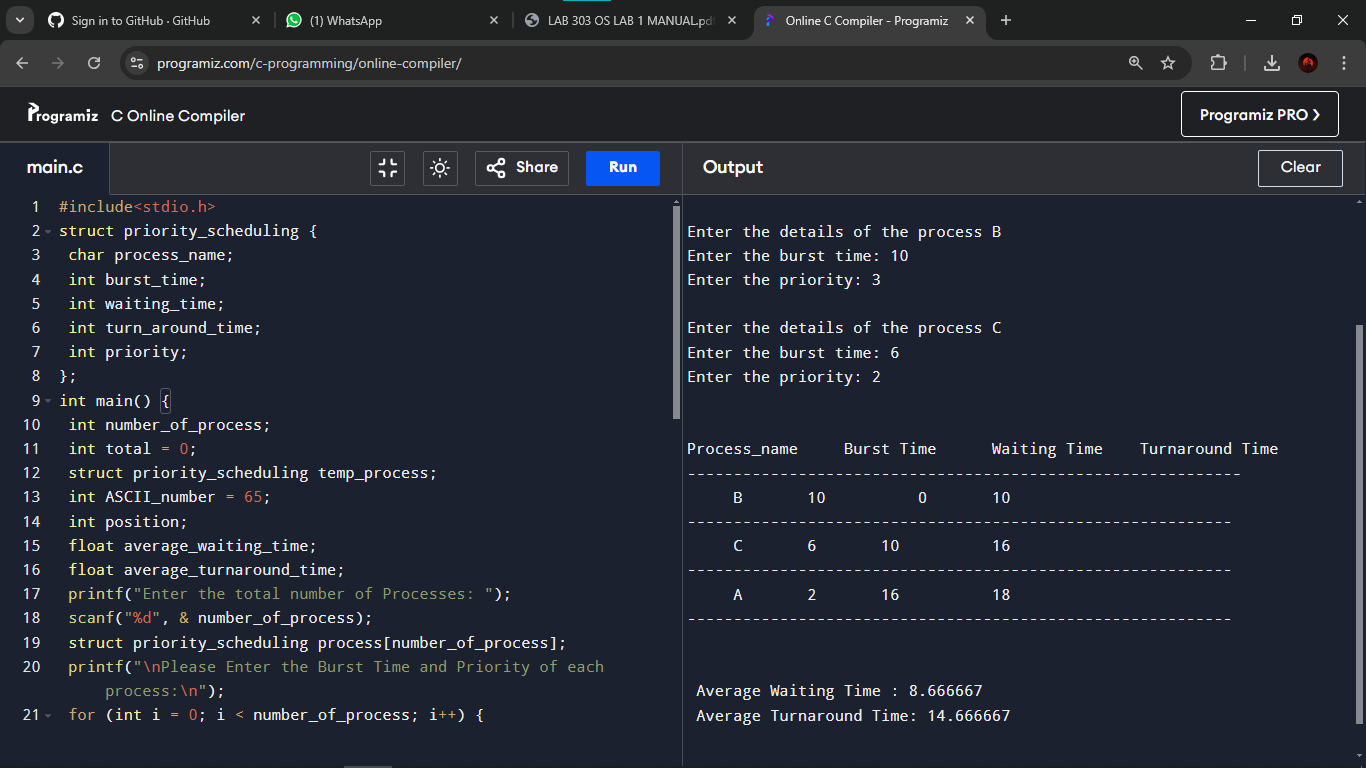 Sign in to GitHub · GitHub
(1) WhatsApp
LAB 303 OS LAB 1 MANUAL.pd
Online C Compiler - Programiz
programiz.com/c-programming/online-compiler/
Programiz C Online Compiler
Programiz PRO
main.c
Share
Run
Output
Clear
1 #include<stdio.h>
2 struct priority_scheduling {
3 char process_name;
4 int burst_time;
5 int waiting_time;
6 int turn_around_time;
7 int priority;
8 };
9 int main() {
10 int number_of_process;
11 int total = 0;
12 struct priority_scheduling temp_process;
13 int ASCII_number = 65;
14 int position;
15 float average_waiting_time;
16 float average_turnaround_time;
17 printf("Enter the total number of Processes: ");
18 scanf("%d", & number_of_process);
19 struct priority_scheduling process[number_of_process];
20 printf("\nPlease Enter the Burst Time and Priority of each
process:\n");
21 for (int i = 0; i < number_of_process; i++) {
Enter the details of the process B
Enter the burst time: 10
Enter the priority: 3
Enter the details of the process C
Enter the burst time: 6
Enter the priority: 2
Process_name Burst Time Waiting Time Turnaround Time
------------------------------------------------------------
B 10 0 10
-----------------------------------------------------------
C 6 10 16
-----------------------------------------------------------
A 2 16 18
-----------------------------------------------------------
Average Waiting Time : 8.666667
Average Turnaround Time: 14.666667